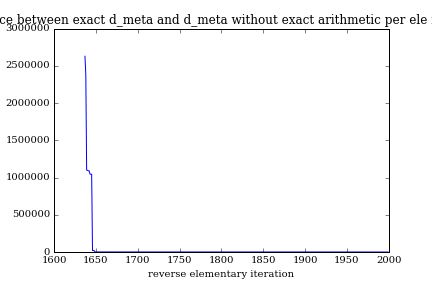 ce between exact d_meta and d_meta without exact arithmetic per ele
3000000
2500000
2000000
1500000
1000000
500000
0
1600 1650 1700 1750 1800 1850 1900 1950 2000
reverse elementary iteration